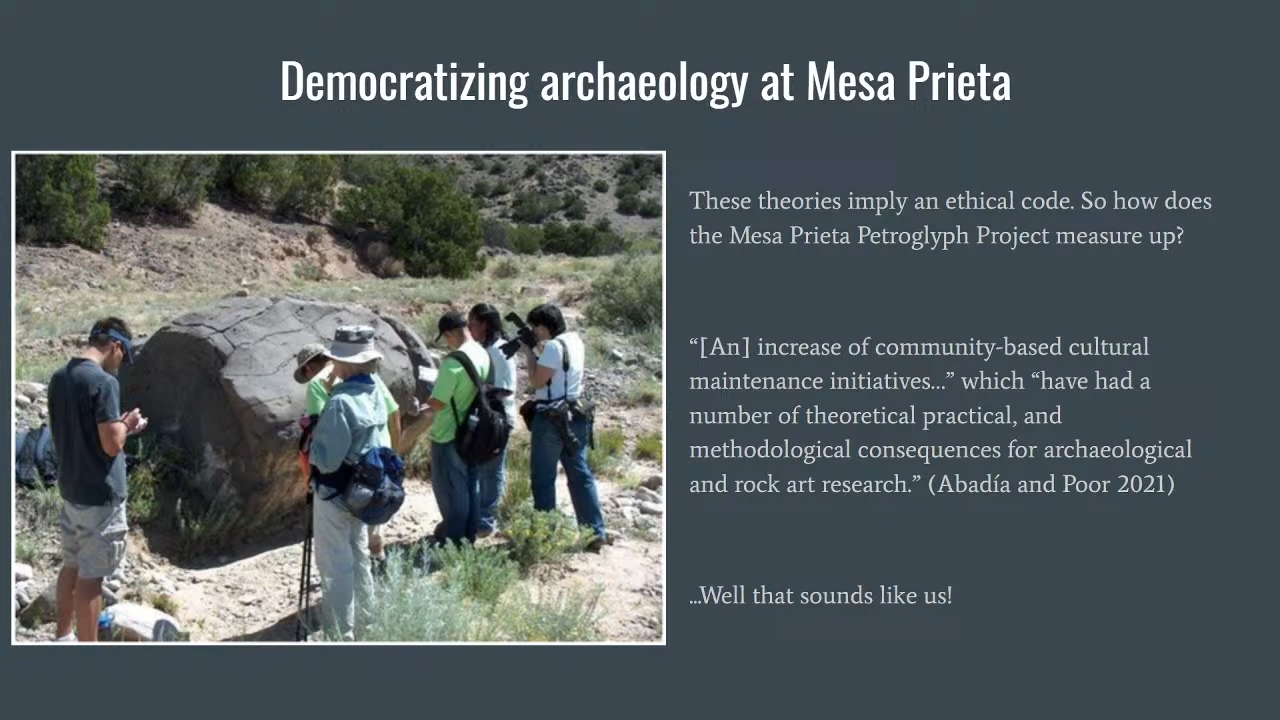 Democratizing archaeology at Mesa Prieta
These theories imply an ethical code. So how does
the Mesa Prieta Petroglyph Project measure up?
“[An] increase of community-based cultural
maintenance initiatives...” which “have had a
number of theoretical practical, and
methodological consequences for archaeological
and rock art research.” (Abadía and Poor 2021)
...Well that sounds like us!